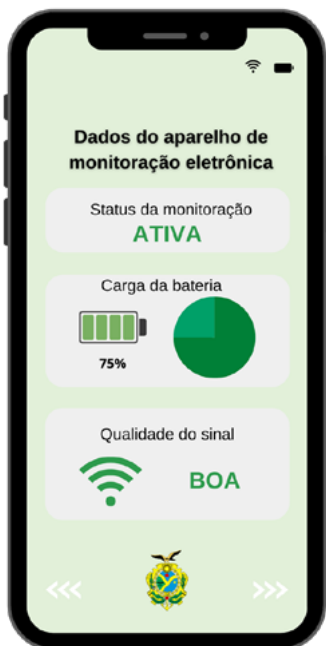 Dados do aparelho de
monitoração eletrônica
Status da monitoração
ATIVA
Carga da bateria
75%
Qualidade do sinal
BOA
<<<
>>>